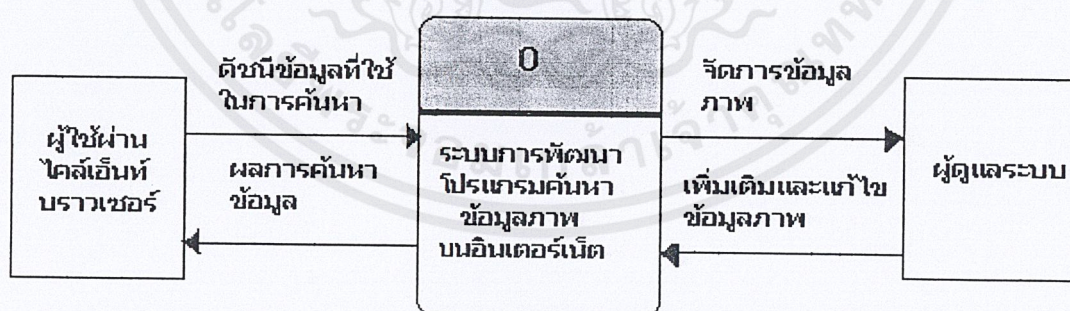 ดัชนีข้อมูลที่ใช้
ในการค้นหา
0
จัดการข้อมูล
ภาพ
ผู้ใช้ผ่าน
ไคล์เอ็นท์
บราวเซอร์
ผลการค้นหา
ข้อมูล
ระบบการพัฒนา
โปรแกรมค้นหา
ข้อมูลภาพ
บนอินเตอร์เน็ต
เพิ่มเติมและแก้ไข
ข้อมูลภาพ
ผู้ดูแลระบบ